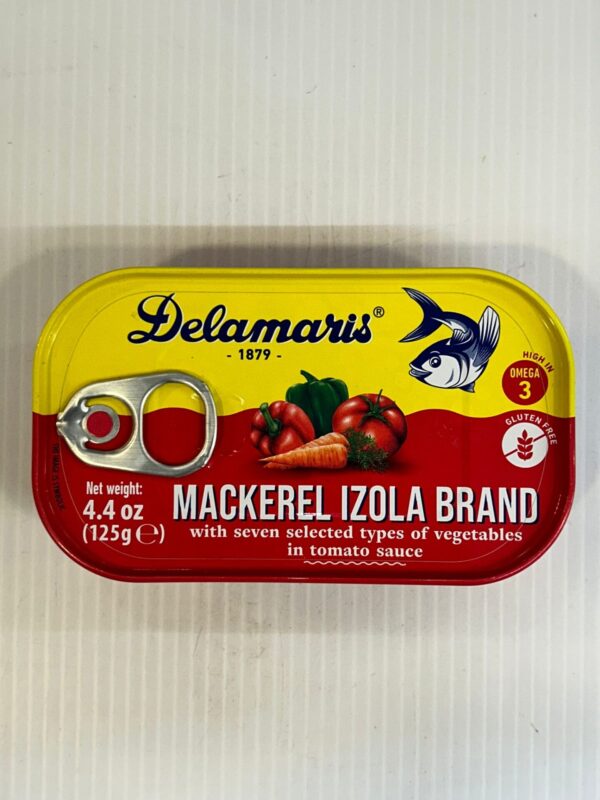 Delamaris®
- 1879 -
HIGH IN
OMEGA
3
GLUTEN FREE
Net weight:
4.4 oz
(125g ℮)
MACKEREL IZOLA BRAND
with seven selected types of vegetables
in tomato sauce